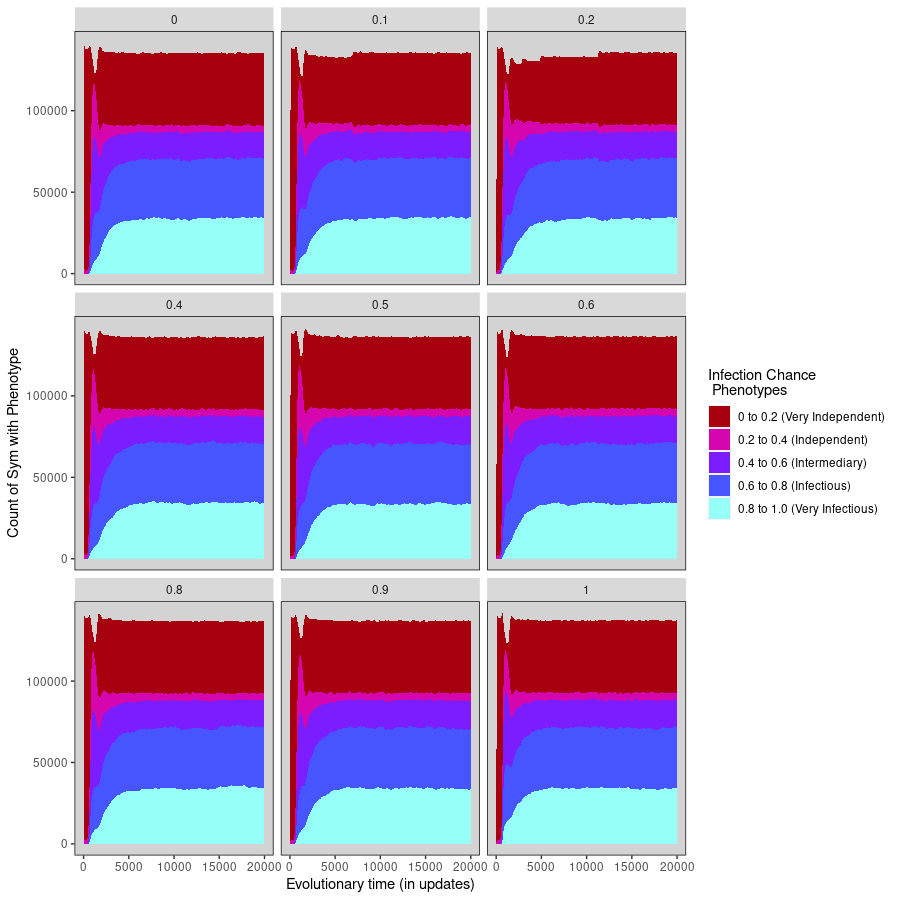 0 0.1 0.2
100000
50000
0
0.4 0.5 0.6
100000
50000
0
0.8 0.9 1
100000
50000
0
0 5000 10000 15000 20000 0 5000 10000 15000 20000 0 5000 10000 15000 20000
Evolutionary time (in updates)
Count of Sym with Phenotype
Infection Chance
Phenotypes
0 to 0.2 (Very Independent)
0.2 to 0.4 (Independent)
0.4 to 0.6 (Intermediary)
0.6 to 0.8 (Infectious)
0.8 to 1.0 (Very Infectious)